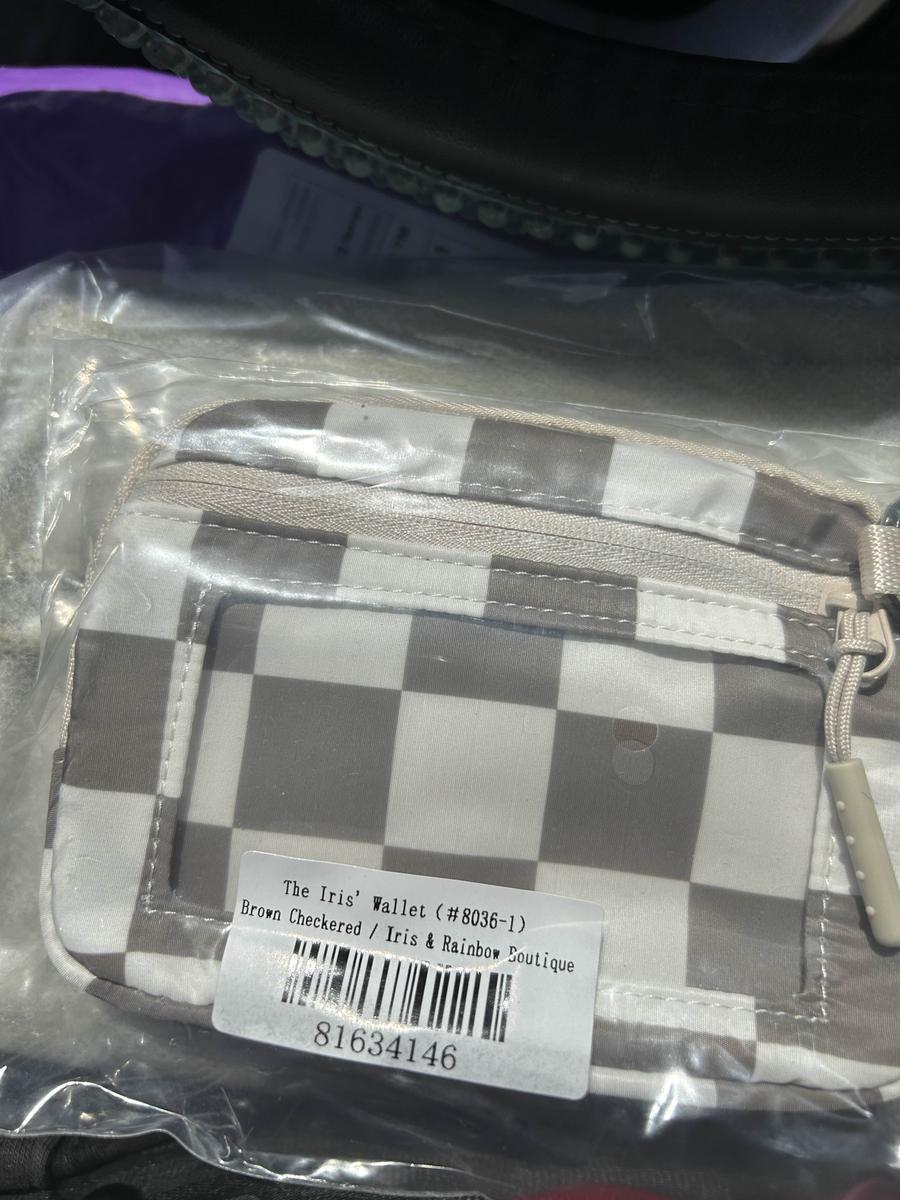 The Iris' Wallet (#8036-1)
Brown Checkered / Iris & Rainbow Boutique
81634146